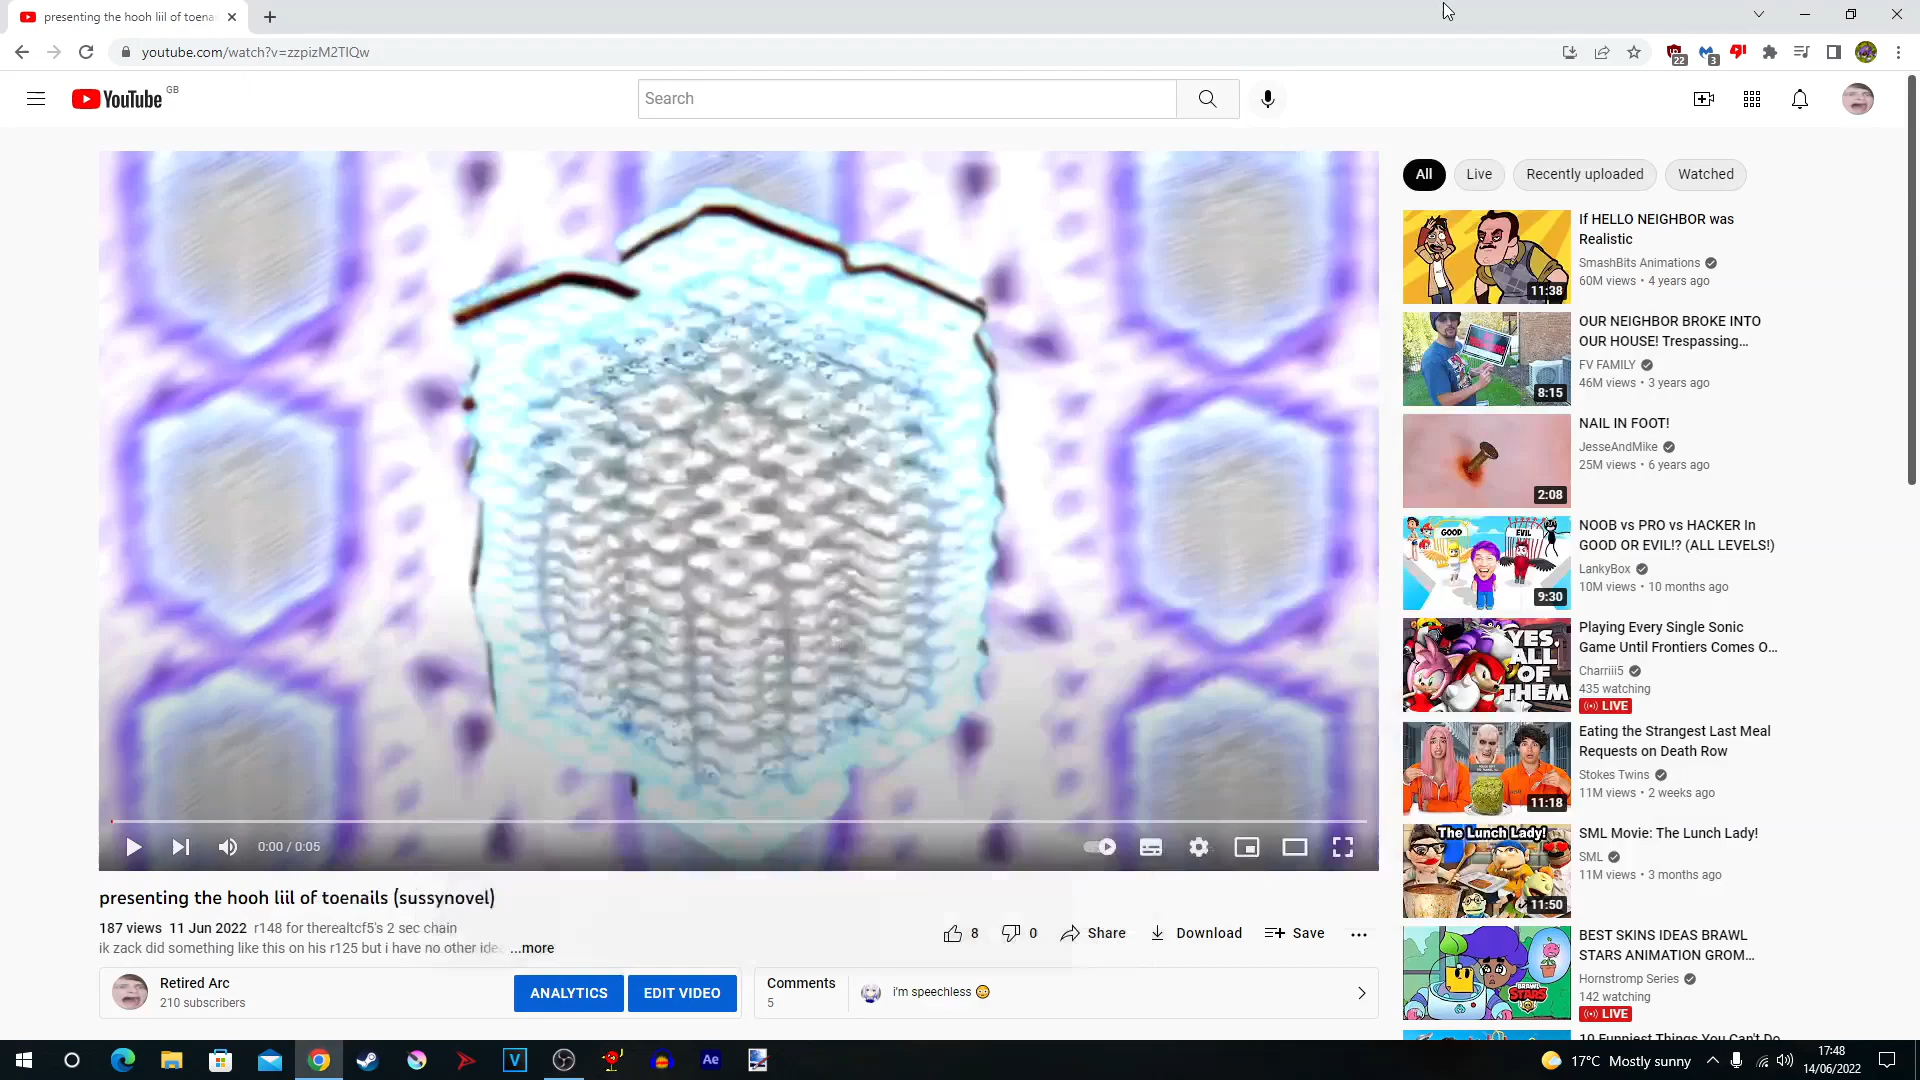 presenting the hooh liil of toena
youtube.com/watch?v=zzpizM2TIQw
22
3
YouTube GB
Search
All
Live
Recently uploaded
Watched
11:38
If HELLO NEIGHBOR was
Realistic
SmashBits Animations
60M views • 4 years ago
8:15
OUR NEIGHBOR BROKE INTO
OUR HOUSE! Trespassing...
FV FAMILY
46M views • 3 years ago
2:08
NAIL IN FOOT!
JesseAndMike
25M views • 6 years ago
GOOD
EVIL
9:30
NOOB vs PRO vs HACKER In
GOOD OR EVIL!? (ALL LEVELS!)
LankyBox
10M views • 10 months ago
YES,
ALL
OF
THEM
Playing Every Single Sonic
Game Until Frontiers Comes O...
Charriii5
435 watching
LIVE
11:18
Eating the Strangest Last Meal
Requests on Death Row
Stokes Twins
11M views • 2 weeks ago
The Lunch Lady!
11:50
SML Movie: The Lunch Lady!
SML
11M views • 3 months ago
BRAWL
STARS
BEST SKINS IDEAS BRAWL
STARS ANIMATION GROM...
Hornstromp Series
142 watching
LIVE
10 Funniest Things You Can't Do
0:00 / 0:05
presenting the hooh liil of toenails (sussynovel)
187 views 11 Jun 2022 r148 for therealtcf5's 2 sec chain
ik zack did something like this on his r125 but i have no other idea ...more
8
0
Share
Download
Save
Retired Arc
210 subscribers
ANALYTICS
EDIT VIDEO
Comments
5
i'm speechless 😳
V
Ae
17°C Mostly sunny
17:48
14/06/2022